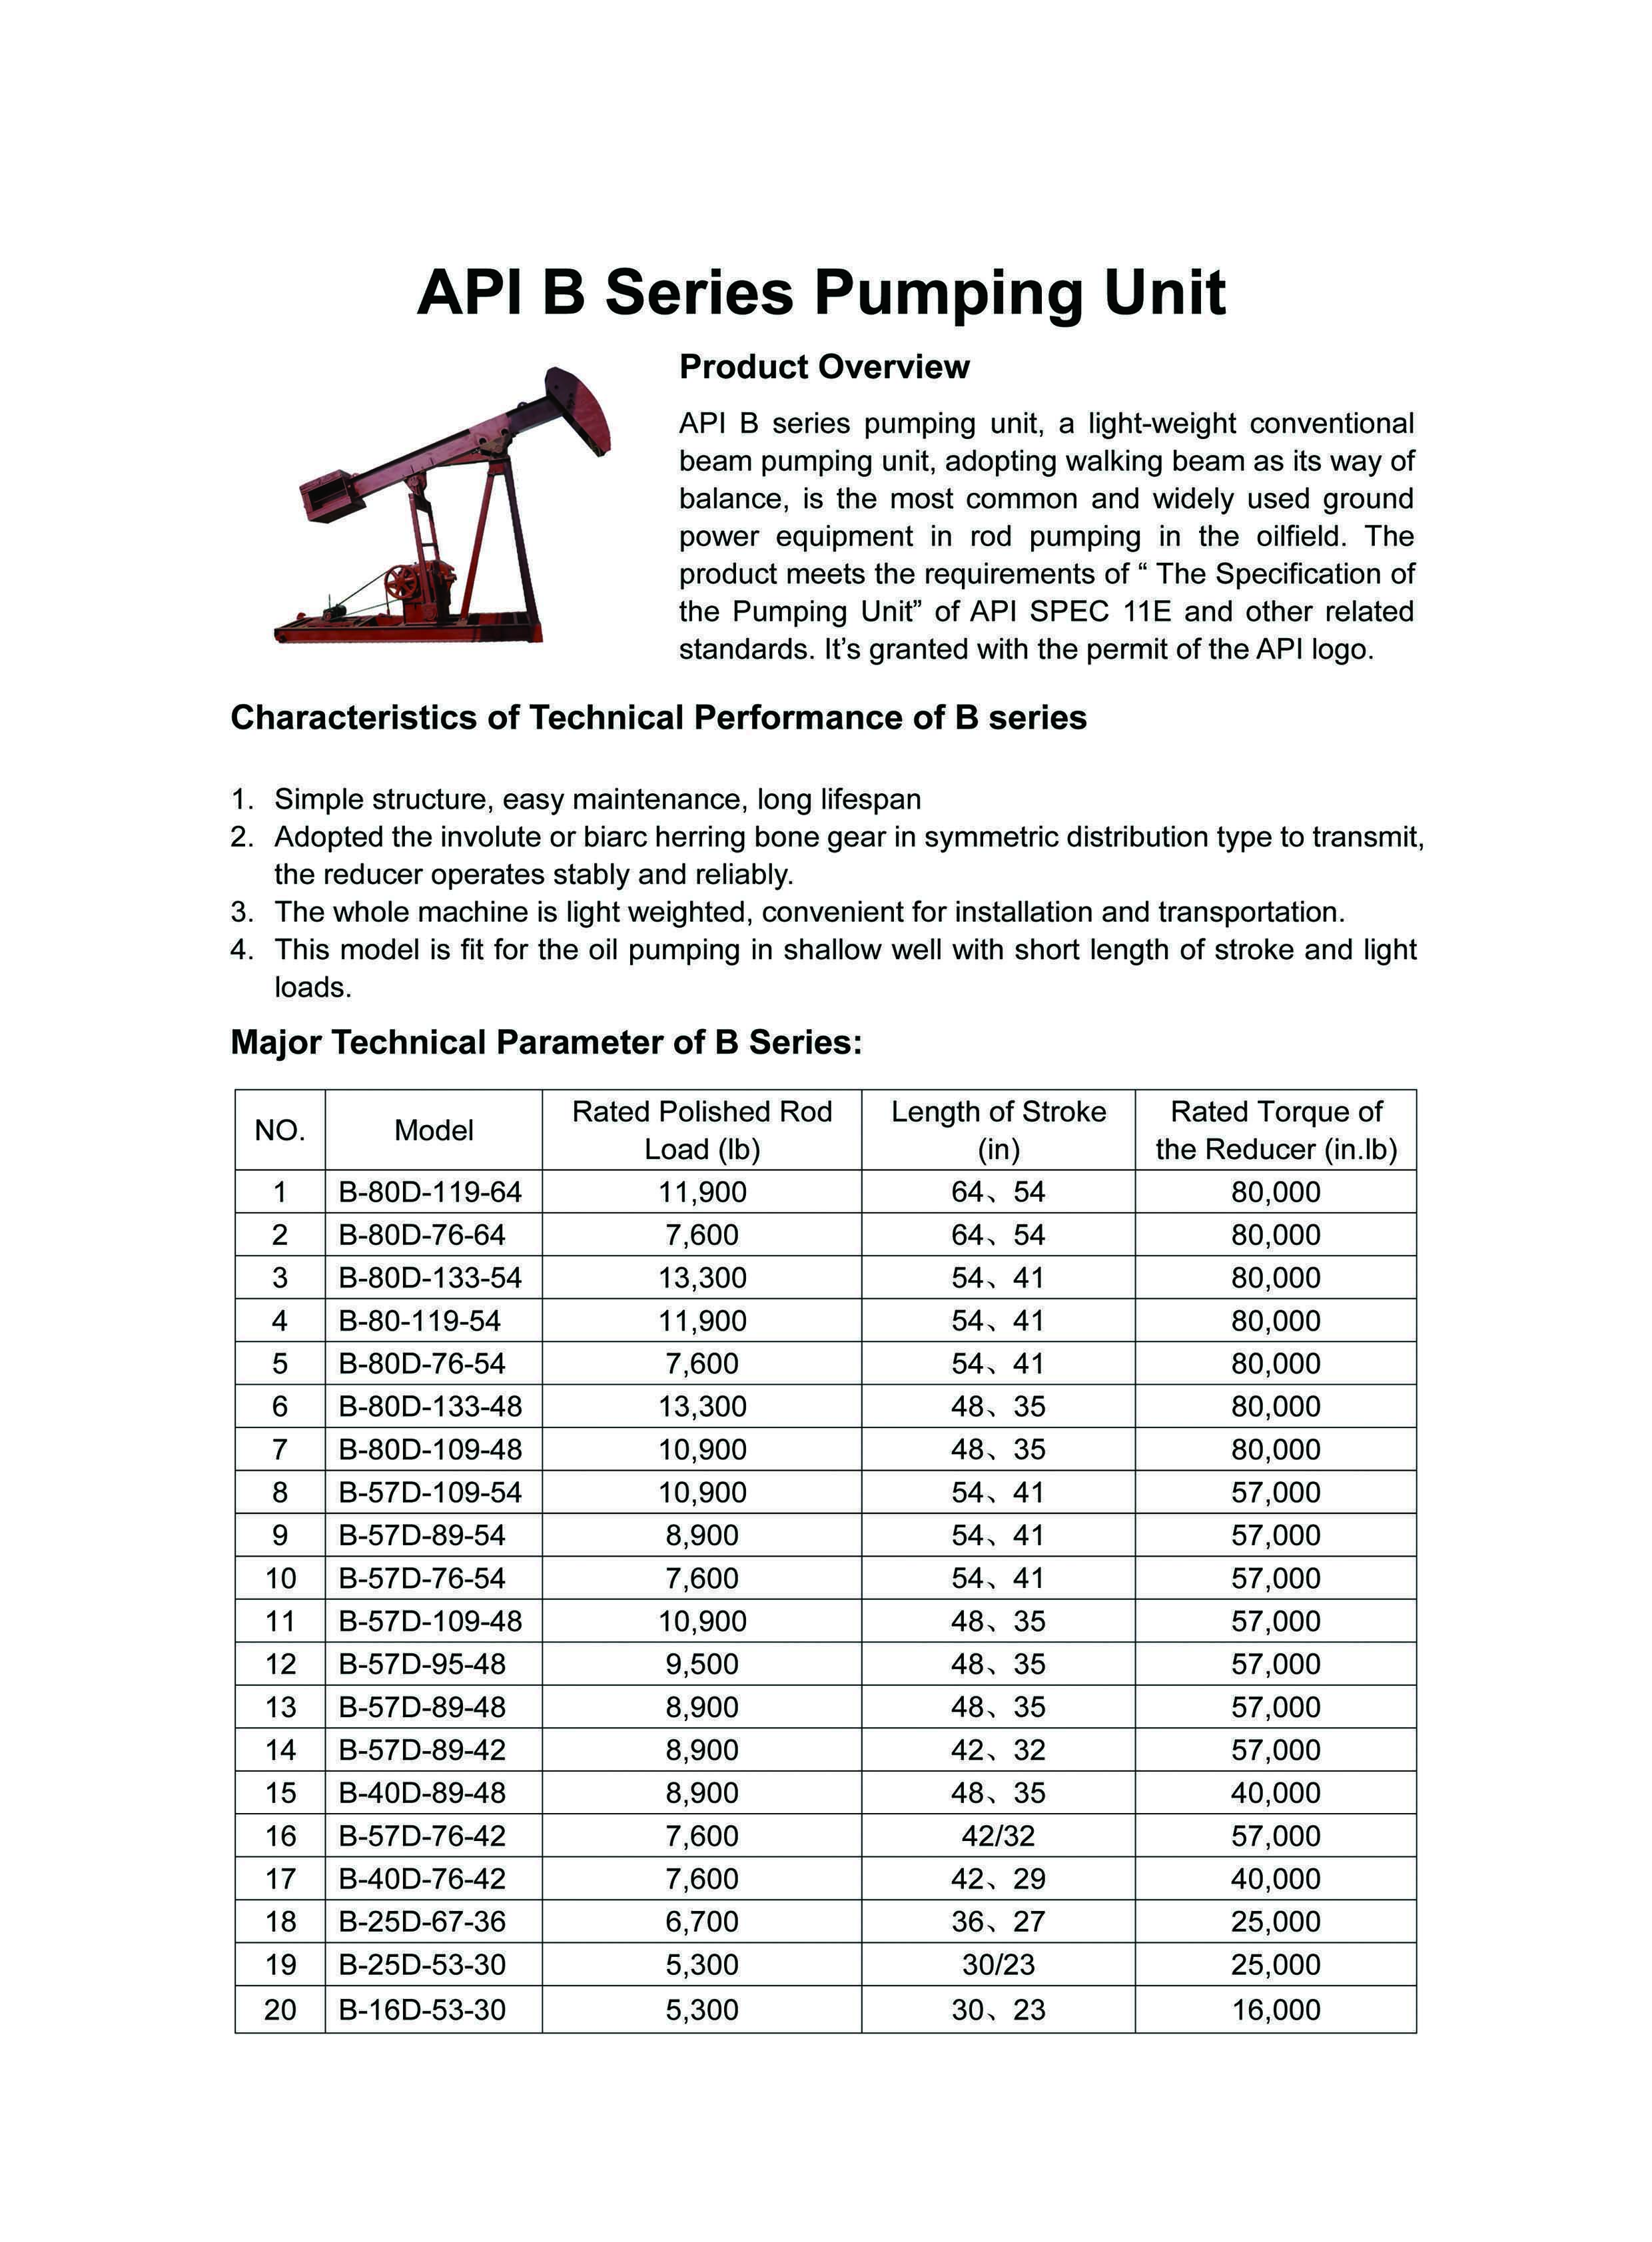 API B Series Pumping Unit
Product Overview
API B series pumping unit, a light-weight conventional
beam pumping unit, adopting walking beam as its way of
balance, is the most common and widely used ground
power equipment in rod pumping in the oilfield. The
product meets the requirements of “ The Specification of
the Pumping Unit” of API SPEC 11E and other related
standards. It’s granted with the permit of the API logo.
Characteristics of Technical Performance of B series
1. Simple structure, easy maintenance, long lifespan
2. Adopted the involute or biarc herring bone gear in symmetric distribution type to transmit,
the reducer operates stably and reliably.
3. The whole machine is light weighted, convenient for installation and transportation.
4. This model is fit for the oil pumping in shallow well with short length of stroke and light
loads.
Major Technical Parameter of B Series:
NO. Model Rated Polished Rod Load (lb) Length of Stroke (in) Rated Torque of the Reducer (in.lb)
1 B-80D-119-64 11,900 64、54 80,000
2 B-80D-76-64 7,600 64、54 80,000
3 B-80D-133-54 13,300 54、41 80,000
4 B-80-119-54 11,900 54、41 80,000
5 B-80D-76-54 7,600 54、41 80,000
6 B-80D-133-48 13,300 48、35 80,000
7 B-80D-109-48 10,900 48、35 80,000
8 B-57D-109-54 10,900 54、41 57,000
9 B-57D-89-54 8,900 54、41 57,000
10 B-57D-76-54 7,600 54、41 57,000
11 B-57D-109-48 10,900 48、35 57,000
12 B-57D-95-48 9,500 48、35 57,000
13 B-57D-89-48 8,900 48、35 57,000
14 B-57D-89-42 8,900 42、32 57,000
15 B-40D-89-48 8,900 48、35 40,000
16 B-57D-76-42 7,600 42/32 57,000
17 B-40D-76-42 7,600 42、29 40,000
18 B-25D-67-36 6,700 36、27 25,000
19 B-25D-53-30 5,300 30/23 25,000
20 B-16D-53-30 5,300 30、23 16,000